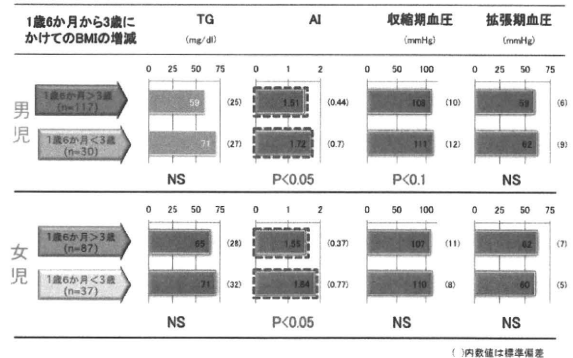 1歳6か月から3歳に TG AI 収縮期血圧 拡張期血圧
かけてのBMIの増減 (mg/dl) (mmHg) (mmHg)
0 25 50 75 0 1 2 0 50 100 0 25 50 75
男児
1歳6か月>3歳 59 (25) 1.51 (0.44) 108 (10) 59 (6)
(n=117)
1歳6か月<3歳 71 (27) 1.72 (0.7) 111 (12) 62 (9)
(n=30)
NS P<0.05 P<0.1 NS
0 25 50 75 0 1 2 0 50 100 0 25 50 75
女児
1歳6か月>3歳 65 (28) 1.55 (0.37) 107 (11) 62 (7)
(n=87)
1歳6か月<3歳 71 (32) 1.84 (0.77) 110 (8) 60 (5)
(n=37)
NS P<0.05 NS NS
( )内数値は標準偏差